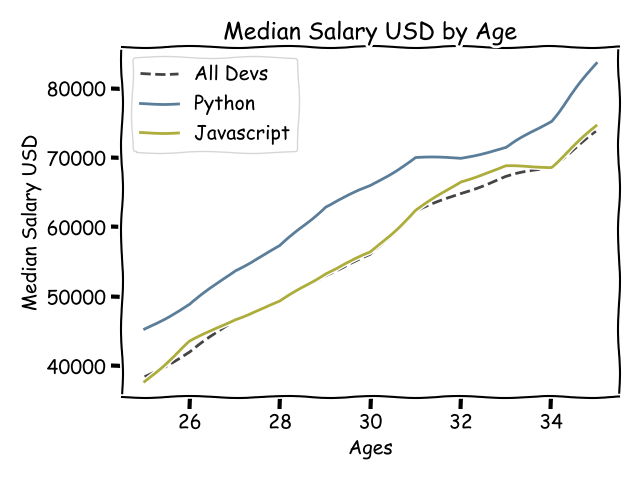 Median Salary USD by Age
All Devs
Python
Javascript
Median Salary USD
80000
70000
60000
50000
40000
26 28 30 32 34
Ages